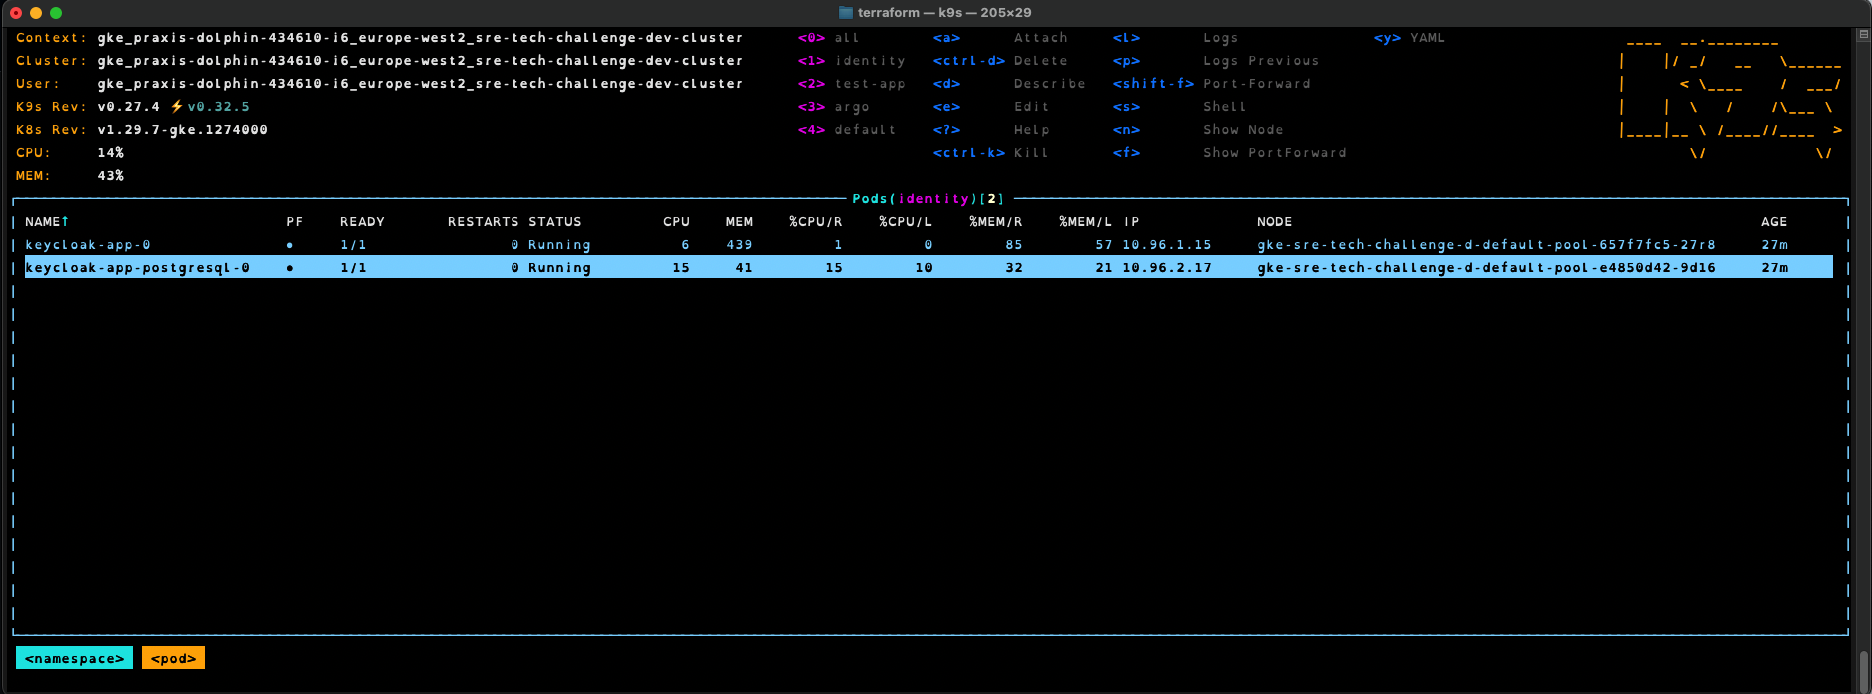 terraform — k9s — 205×29
Context: gke_praxis-dolphin-434610-i6_europe-west2_sre-tech-challenge-dev-cluster <0> all <a> Attach <l> Logs <y> YAML
Cluster: gke_praxis-dolphin-434610-i6_europe-west2_sre-tech-challenge-dev-cluster <1> identity <ctrl-d> Delete <p> Logs Previous
User: gke_praxis-dolphin-434610-i6_europe-west2_sre-tech-challenge-dev-cluster <2> test-app <d> Describe <shift-f> Port-Forward
K9s Rev: v0.27.4 ⚡v0.32.5 <3> argo <e> Edit <s> Shell
K8s Rev: v1.29.7-gke.1274000 <4> default <?> Help <n> Show Node
CPU: 14% <ctrl-k> Kill <f> Show PortForward
MEM: 43%
Pods(identity)[2]
NAME↑ PF READY RESTARTS STATUS CPU MEM %CPU/R %CPU/L %MEM/R %MEM/L IP NODE AGE
keycloak-app-0 ● 1/1 0 Running 6 439 1 0 85 57 10.96.1.15 gke-sre-tech-challenge-d-default-pool-657f7fc5-27r8 27m
keycloak-app-postgresql-0 ● 1/1 0 Running 15 41 15 10 32 21 10.96.2.17 gke-sre-tech-challenge-d-default-pool-e4850d42-9d16 27m
<namespace> <pod>